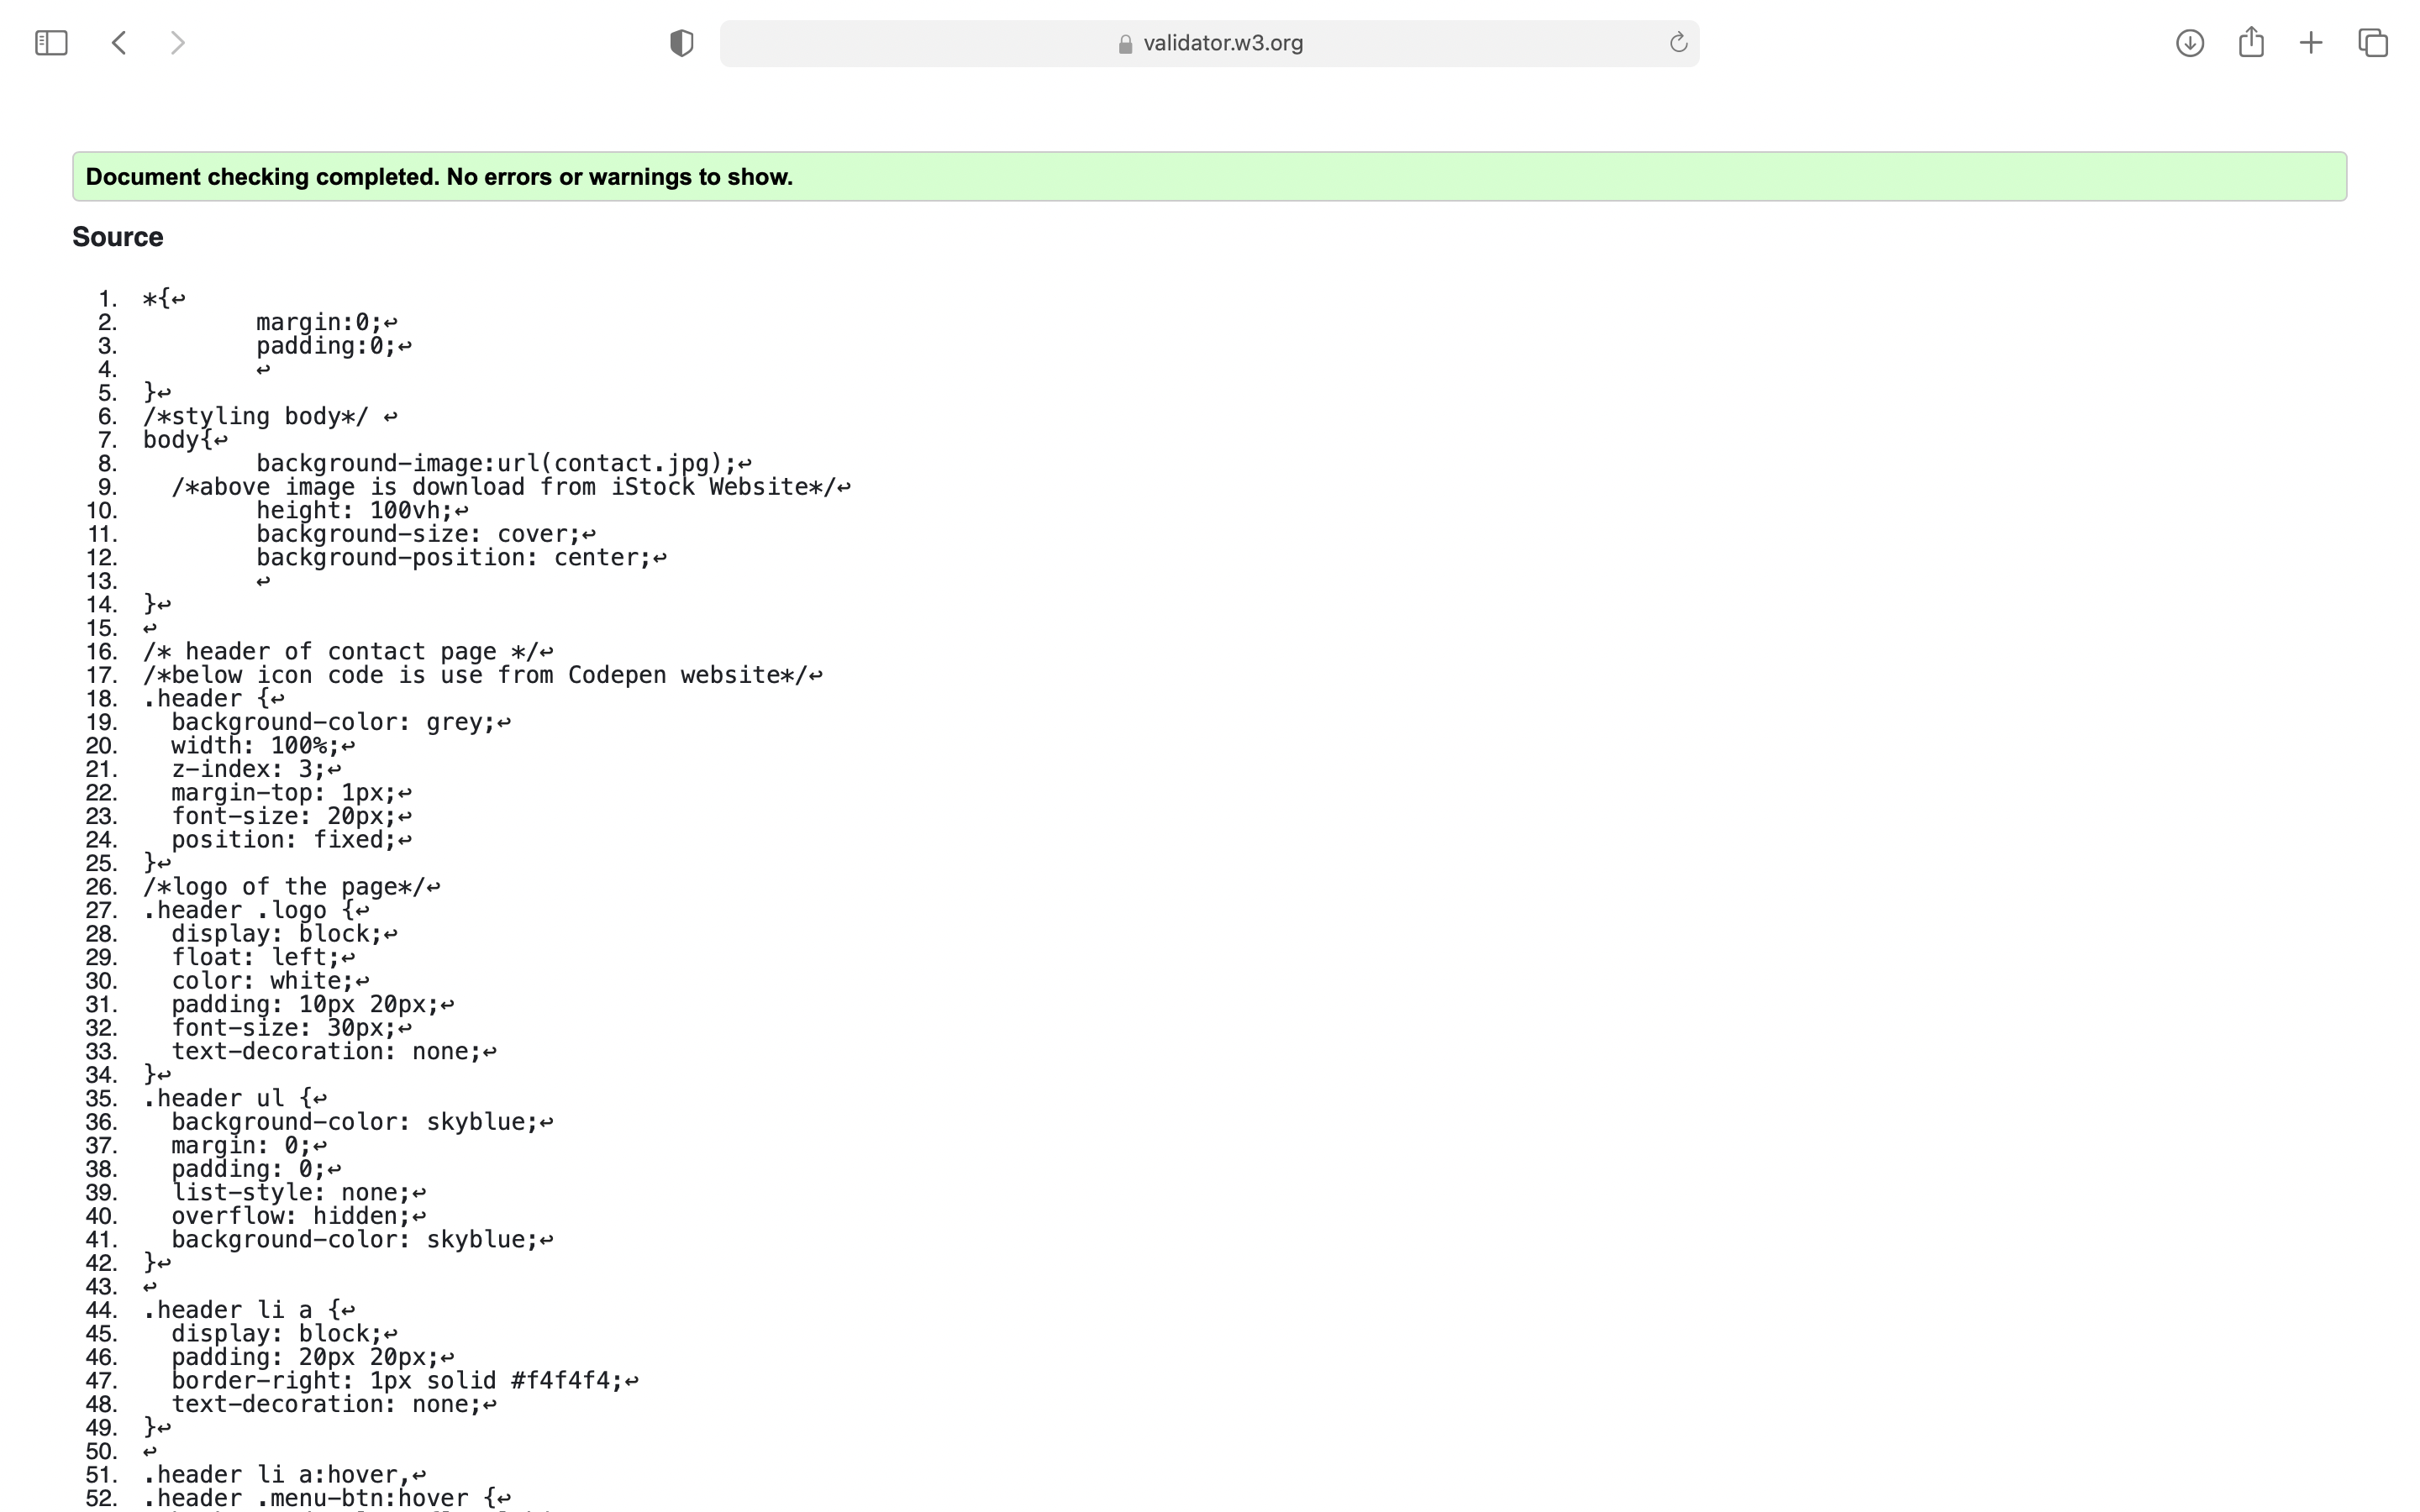 validator.w3.org
Document checking completed. No errors or warnings to show.
Source
1. *{↩
2. margin:0;↩
3. padding:0;↩
4. ↩
5. }↩
6. /*styling body*/ ↩
7. body{↩
8. background-image:url(contact.jpg);↩
9. /*above image is download from iStock Website*/↩
10. height: 100vh;↩
11. background-size: cover;↩
12. background-position: center;↩
13. ↩
14. }↩
15. ↩
16. /* header of contact page */↩
17. /*below icon code is use from Codepen website*/↩
18. .header {↩
19. background-color: grey;↩
20. width: 100%;↩
21. z-index: 3;↩
22. margin-top: 1px;↩
23. font-size: 20px;↩
24. position: fixed;↩
25. }↩
26. /*logo of the page*/↩
27. .header .logo {↩
28. display: block;↩
29. float: left;↩
30. color: white;↩
31. padding: 10px 20px;↩
32. font-size: 30px;↩
33. text-decoration: none;↩
34. }↩
35. .header ul {↩
36. background-color: skyblue;↩
37. margin: 0;↩
38. padding: 0;↩
39. list-style: none;↩
40. overflow: hidden;↩
41. background-color: skyblue;↩
42. }↩
43. ↩
44. .header li a {↩
45. display: block;↩
46. padding: 20px 20px;↩
47. border-right: 1px solid #f4f4f4;↩
48. text-decoration: none;↩
49. }↩
50. ↩
51. .header li a:hover,↩
52. .header .menu-btn:hover {↩